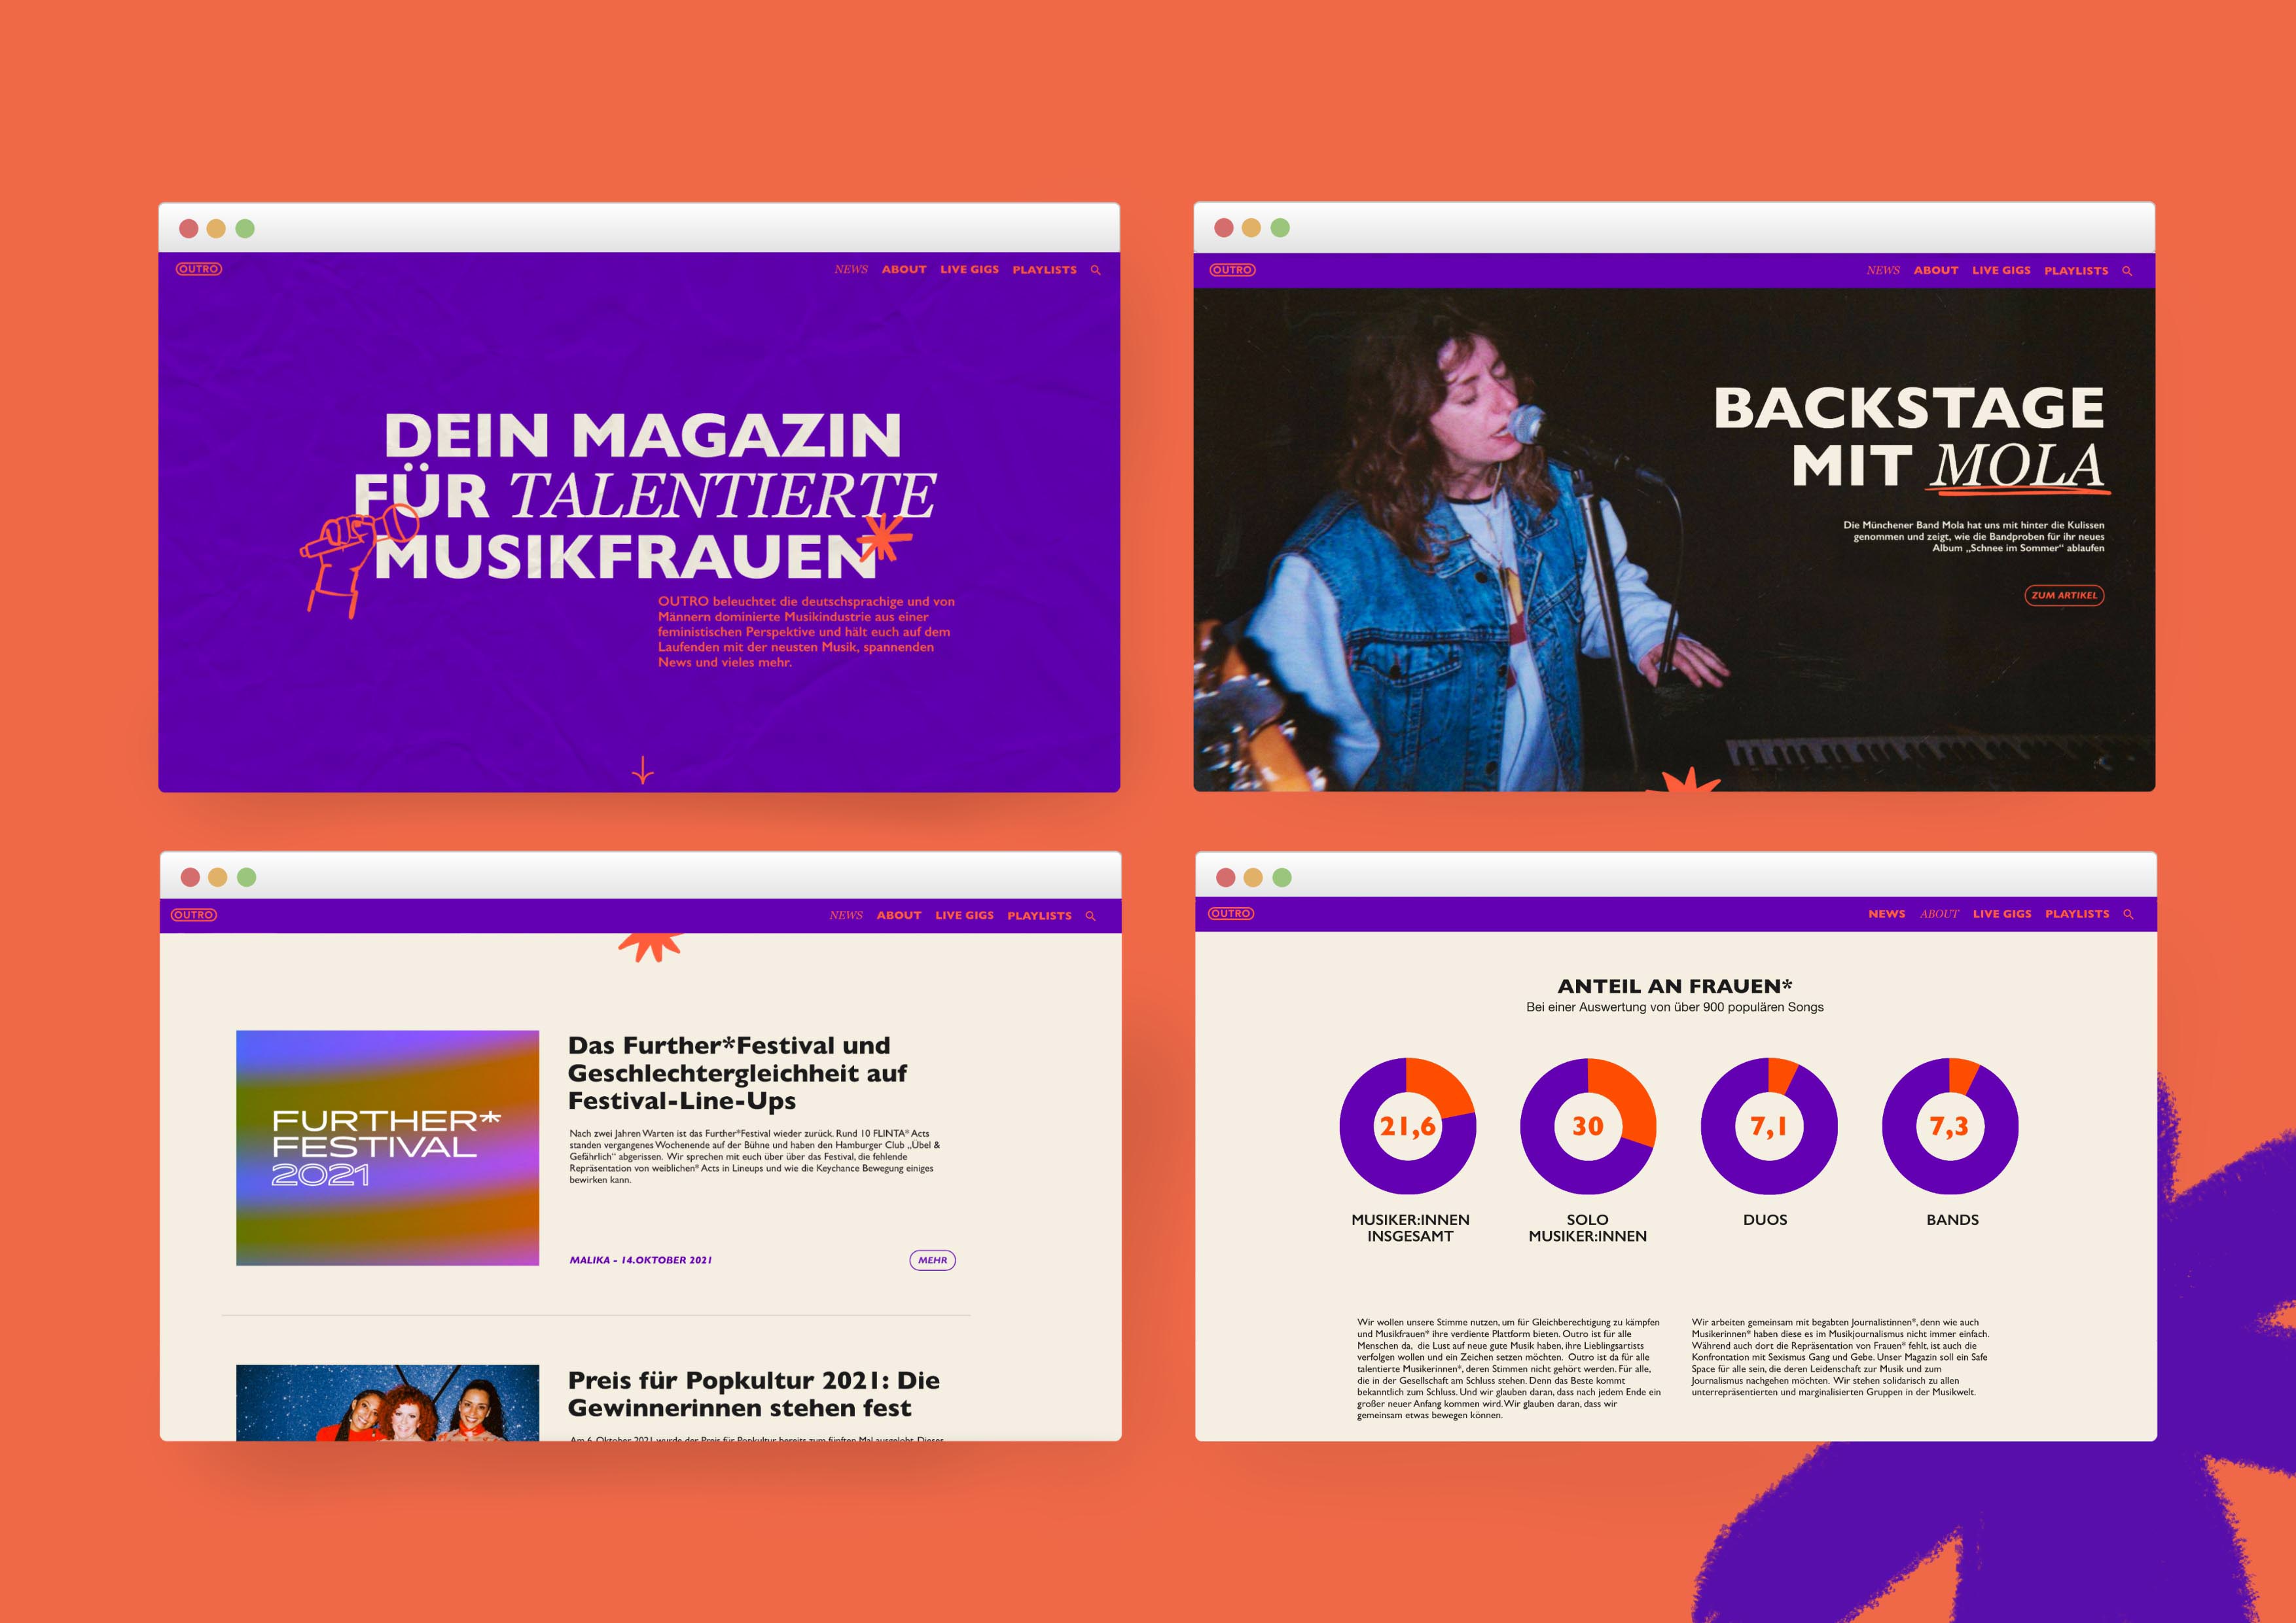 OUTRO
NEWS ABOUT LIVE GIGS PLAYLISTS
DEIN MAGAZIN
FÜR TALENTIERTE
MUSIKFRAUEN*
OUTRO beleuchtet die deutschsprachige und von
Männern dominierte Musikindustrie aus einer
feministischen Perspektive und hält euch auf dem
Laufenden mit der neusten Musik, spannenden
News und vieles mehr.
OUTRO
NEWS ABOUT LIVE GIGS PLAYLISTS
BACKSTAGE
MIT MOLA
Die Münchener Band Mola hat uns mit hinter die Kulissen
genommen und zeigt, wie die Bandproben für ihr neues
Album „Schnee im Sommer“ ablaufen
ZUM ARTIKEL
OUTRO
NEWS ABOUT LIVE GIGS PLAYLISTS
FURTHER*
FESTIVAL
2021
Das Further*Festival und
Geschlechtergleichheit auf
Festival-Line-Ups
Nach zwei Jahren Warten ist das Further*Festival wieder zurück. Rund 10 FLINTA* Acts
standen vergangenes Wochenende auf der Bühne und haben den Hamburger Club „Übel &
Gefährlich“ abgerissen. Wir sprechen mit euch über über das Festival, die fehlende
Repräsentation von weiblichen* Acts in Lineups und wie die Keychance Bewegung einiges
bewirken kann.
MALIKA - 14.OKTOBER 2021
MEHR
Preis für Popkultur 2021: Die
Gewinnerinnen stehen fest
Am 6. Oktober 2021 wurde der Preis für Popkultur bereits zum fünften Mal ausgelobt. Dieses
OUTRO
NEWS ABOUT LIVE GIGS PLAYLISTS
ANTEIL AN FRAUEN*
Bei einer Auswertung von über 900 populären Songs
21,6 30 7,1 7,3
MUSIKER:INNEN
INSGESAMT
SOLO
MUSIKER:INNEN
DUOS
BANDS
Wir wollen unsere Stimme nutzen, um für Gleichberechtigung zu kämpfen
und Musikfrauen* ihre verdiente Plattform bieten. Outro ist für alle
Menschen da, die Lust auf neue gute Musik haben, ihre Lieblingsartists
verfolgen wollen und ein Zeichen setzen möchten. Outro ist da für alle
talentierte Musikerinnen*, deren Stimmen nicht gehört werden. Für alle,
die in der Gesellschaft am Schluss stehen. Denn das Beste kommt
bekanntlich zum Schluss. Und wir glauben daran, dass nach jedem Ende ein
großer neuer Anfang kommen wird. Wir glauben daran, dass wir
gemeinsam etwas bewegen können.
Wir arbeiten gemeinsam mit begabten Journalistinnen*, denn wie auch
Musikerinnen* haben diese es im Musikjournalismus nicht immer einfach.
Während auch dort die Repräsentation von Frauen* fehlt, ist auch die
Konfrontation mit Sexismus Gang und Gebe. Unser Magazin soll ein Safe
Space für alle sein, die deren Leidenschaft zur Musik und zum
Journalismus nachgehen möchten. Wir stehen solidarisch zu allen
unterrepräsentierten und marginalisierten Gruppen in der Musikwelt.